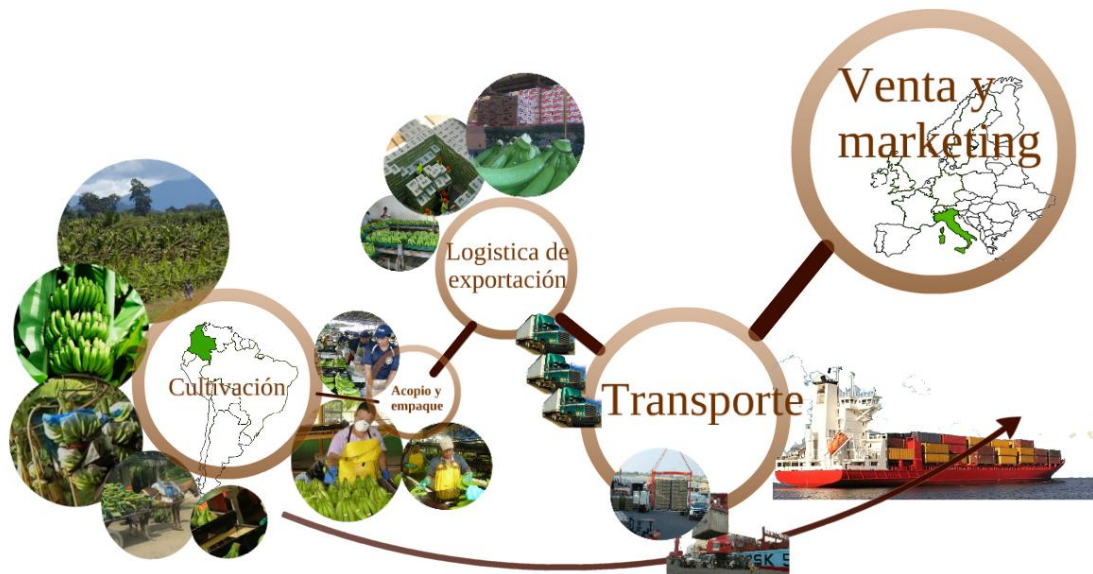 Cultivación
Acopio y
empaque
Logistica de
exportación
Transporte
Venta y
marketing